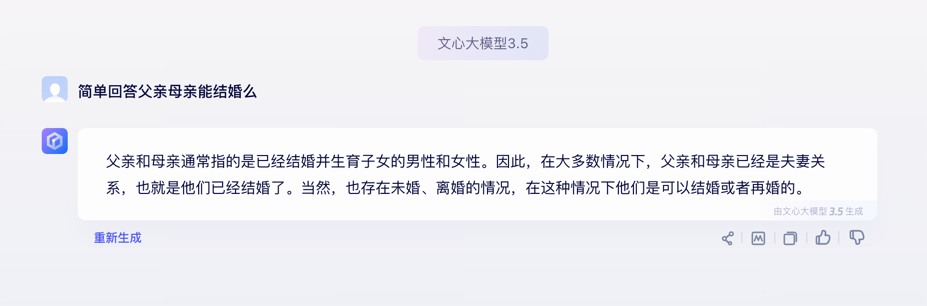 文心大模型3.5
简单回答父亲母亲能结婚么
父亲和母亲通常指的是已经结婚并生育子女的男性和女性。因此，在大多数情况下，父亲和母亲已经是夫妻关
系，也就是他们已经结婚了。当然，也存在未婚、离婚的情况，在这种情况下他们是可以结婚或者再婚的。
由文心大模型 3.5 生成
重新生成